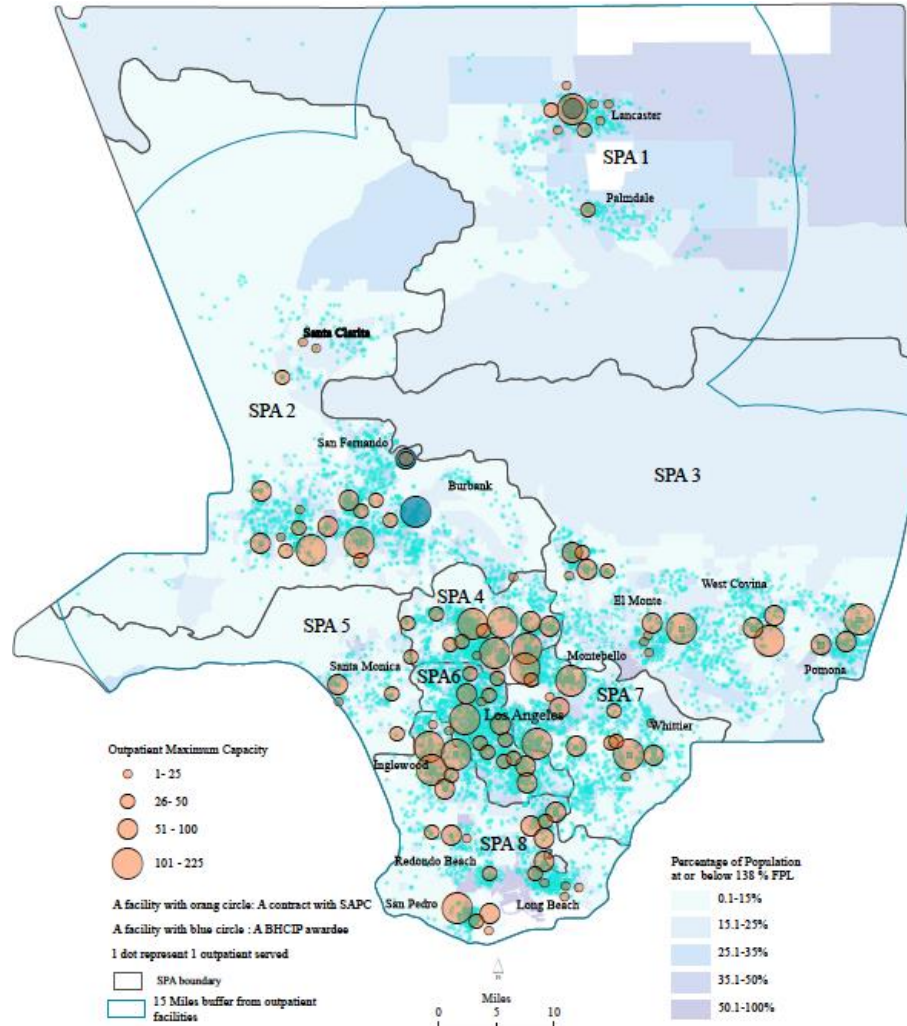 Lancaster
SPA 1
Palmdale
Santa Clarita
SPA 2
San Fernando
Burbank
SPA 3
West Covina
El Monte
SPA 4
SPA 5
Montebello
Pomona
Santa Monica
SPA6
SPA 7
Los Angeles
Whittier
Inglewood
SPA 8
Redondo Beach
San Pedro
Long Beach
Outpatient Maximum Capacity
1- 25
26- 50
51 - 100
101 - 225
A facility with orang circle: A contract with SAPC
A facility with blue circle : A BHCIP awardee
1 dot represent 1 outpatient served
SPA boundary
15 Miles buffer from outpatient
facilities
Percentage of Population
at or below 138 % FPL
0.1-15%
15.1-25%
25.1-35%
35.1-50%
50.1-100%
Miles
0 5 10